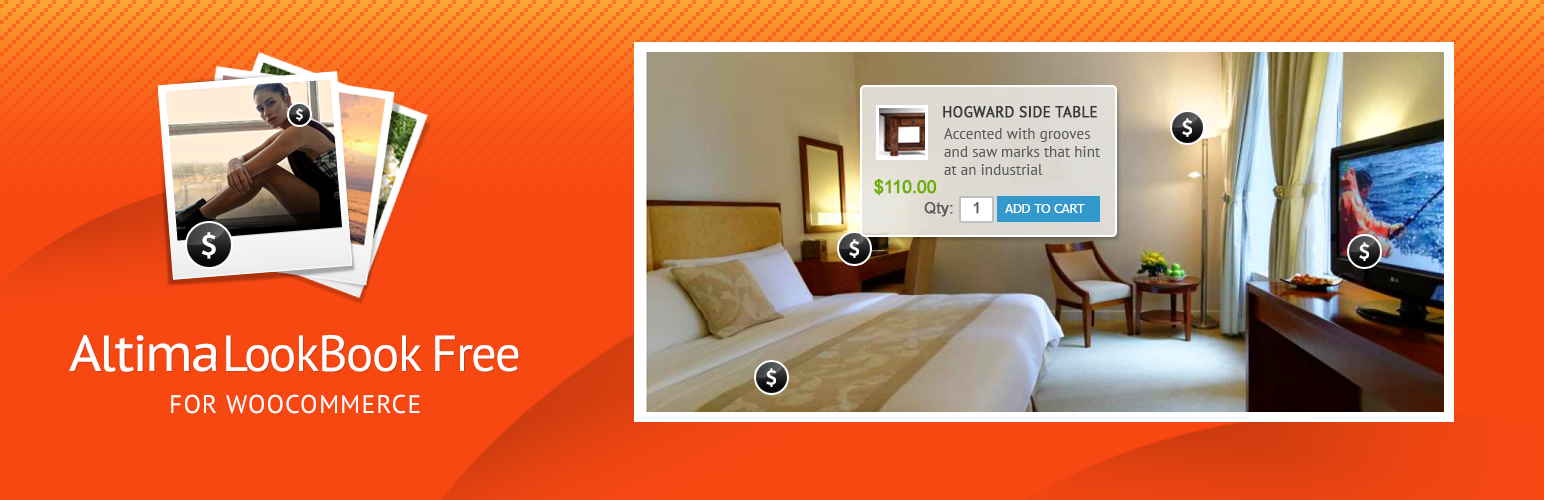 $
$
Altima LookBook Free
FOR WOOCOMMERCE
HOGWARD SIDE TABLE
Accented with grooves
and saw marks that hint
at an industrial
$110.00
Qty: 1 ADD TO CART
$
$
$
$
LG